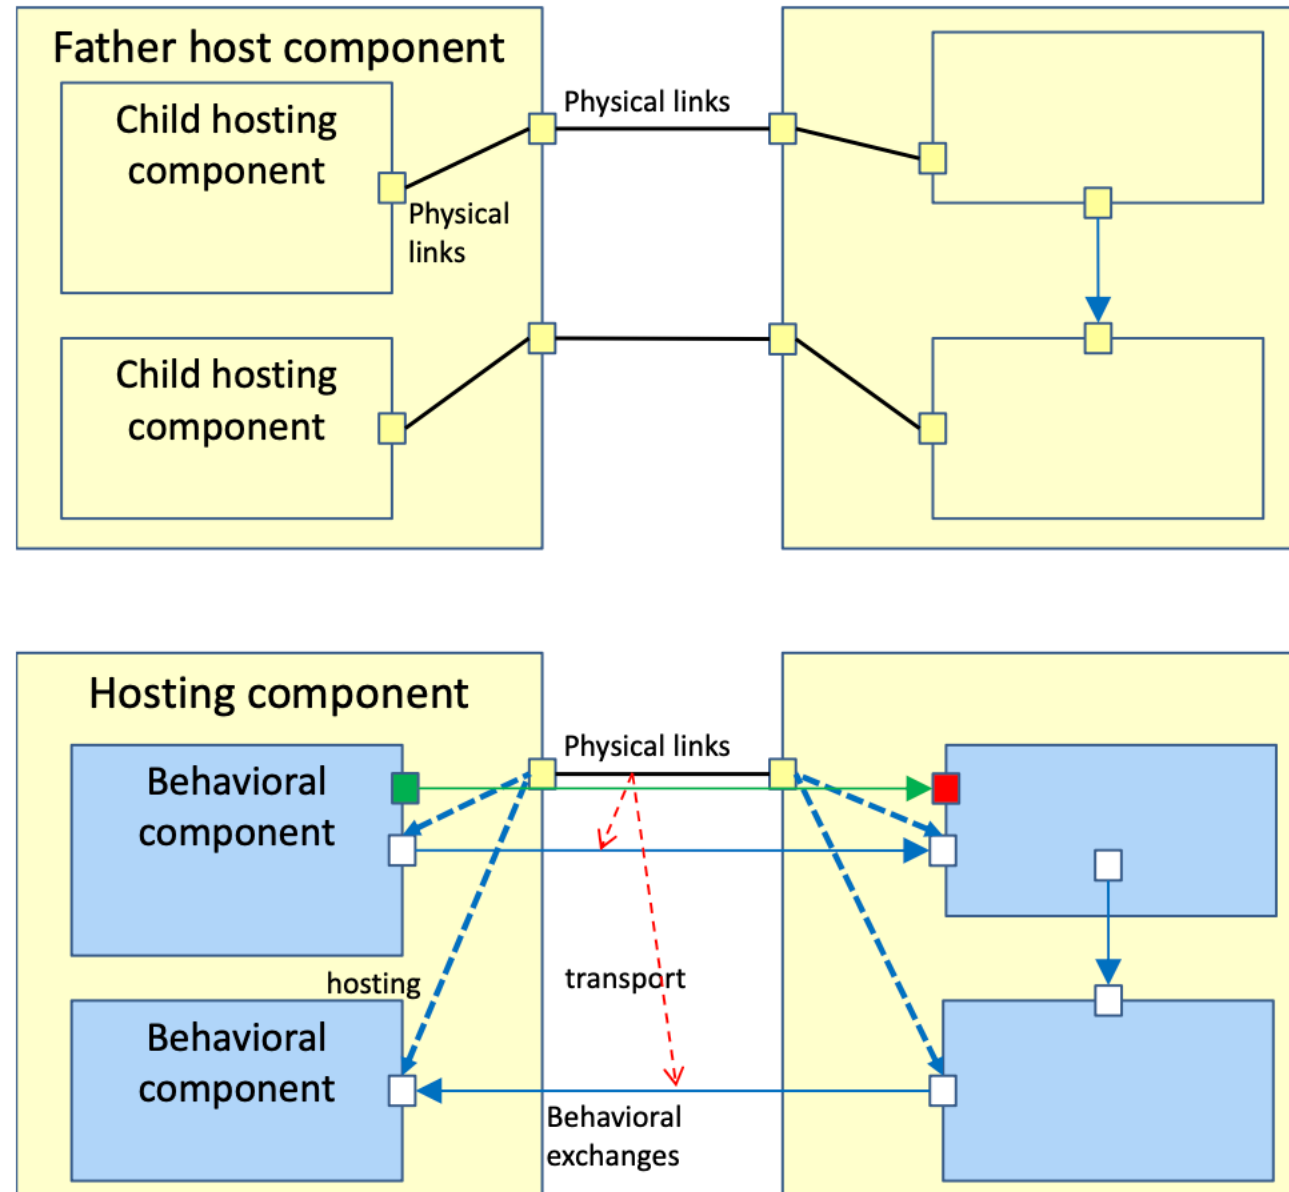 Father host component
Child hosting
component
Physical links
Physical
links
Child hosting
component
Hosting component
Physical links
Behavioral
component
hosting
transport
Behavioral
component
Behavioral
exchanges